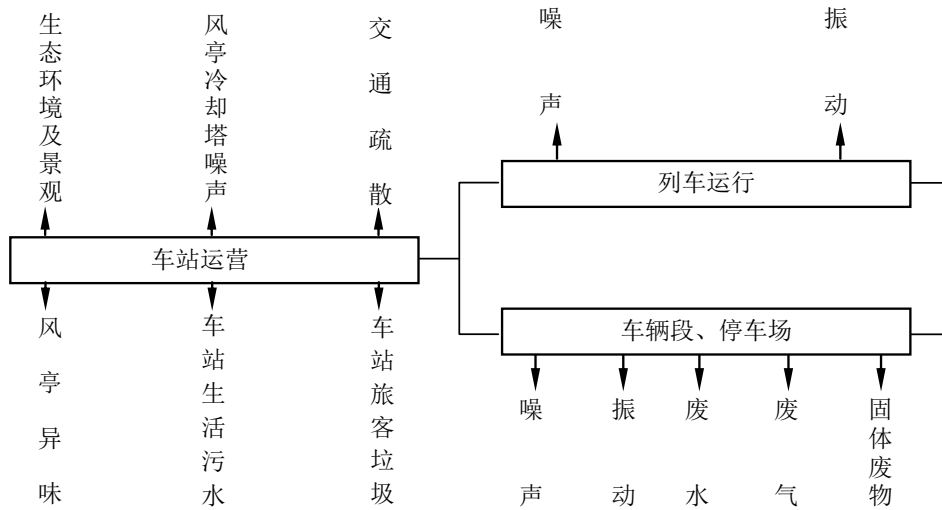 生态环境及景观
风亭冷却塔噪声
交通疏散
噪声
振动
列车运行
车站运营
车辆段、停车场
风亭异味
车站生活污水
车站旅客垃圾
噪声
振动
废水
废气
固体废物